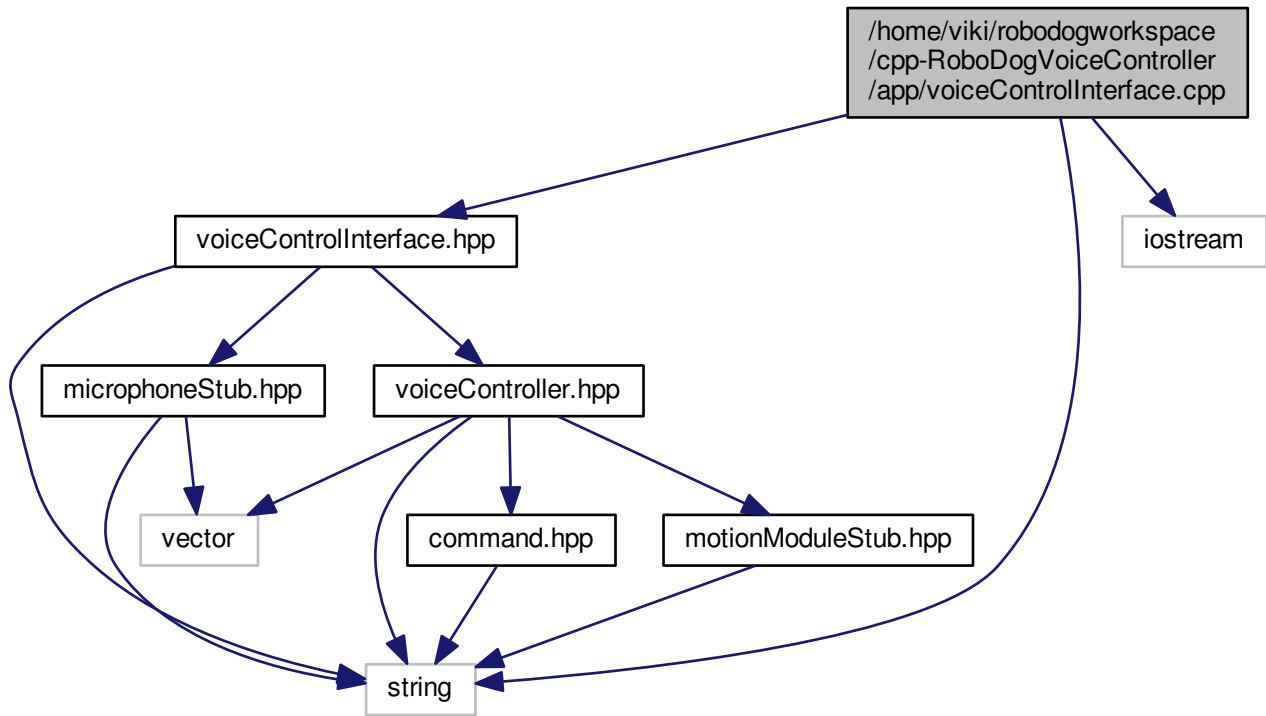 /home/viki/robodogworkspace
/cpp-RoboDogVoiceController
/app/voiceControlInterface.cpp
voiceControlInterface.hpp
iostream
microphoneStub.hpp
voiceController.hpp
vector
command.hpp
motionModuleStub.hpp
string